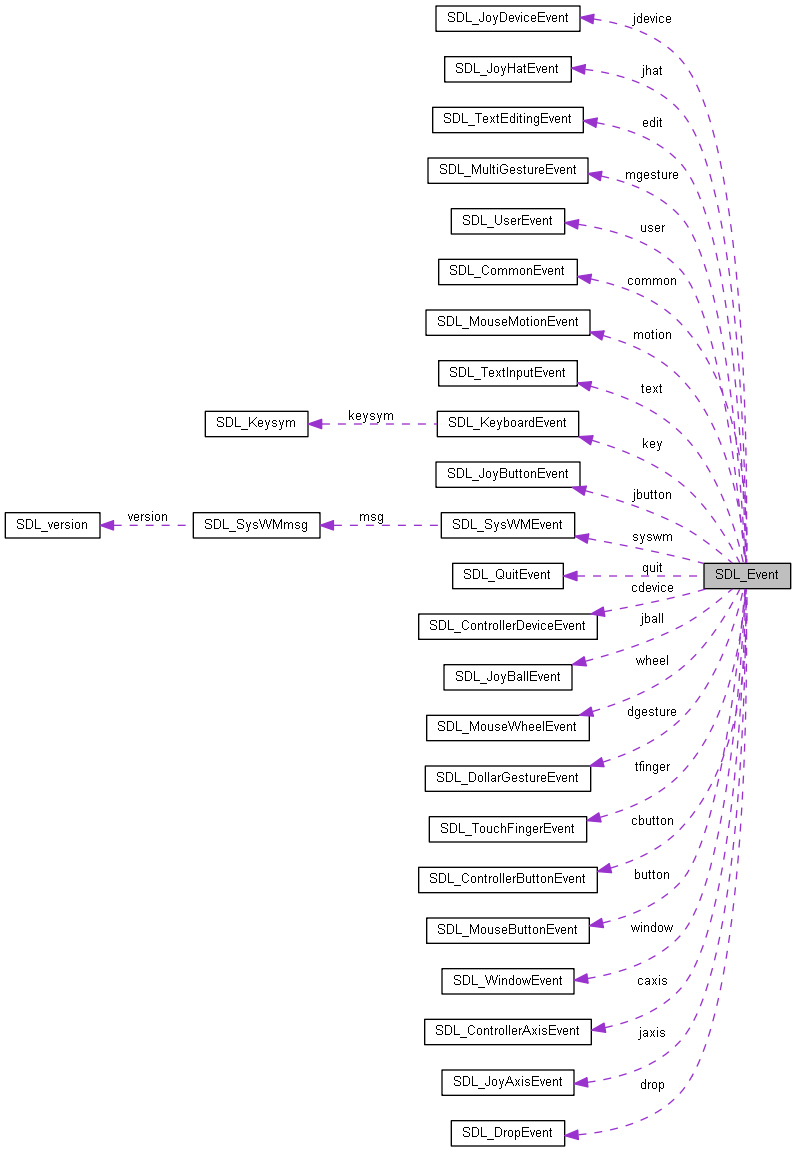 SDL_JoyDeviceEvent
jdevice
SDL_JoyHatEvent
jhat
SDL_TextEditingEvent
edit
SDL_MultiGestureEvent
mgesture
SDL_UserEvent
user
SDL_CommonEvent
common
SDL_MouseMotionEvent
motion
SDL_TextInputEvent
text
SDL_Keysym
keysym
SDL_KeyboardEvent
key
SDL_JoyButtonEvent
jbutton
SDL_version
version
SDL_SysWMmsg
msg
SDL_SysWMEvent
syswm
SDL_QuitEvent
quit
SDL_Event
cdevice
SDL_ControllerDeviceEvent
jball
SDL_JoyBallEvent
wheel
SDL_MouseWheelEvent
dgesture
SDL_DollarGestureEvent
tfinger
SDL_TouchFingerEvent
cbutton
SDL_ControllerButtonEvent
button
SDL_MouseButtonEvent
window
SDL_WindowEvent
caxis
SDL_ControllerAxisEvent
jaxis
SDL_JoyAxisEvent
drop
SDL_DropEvent